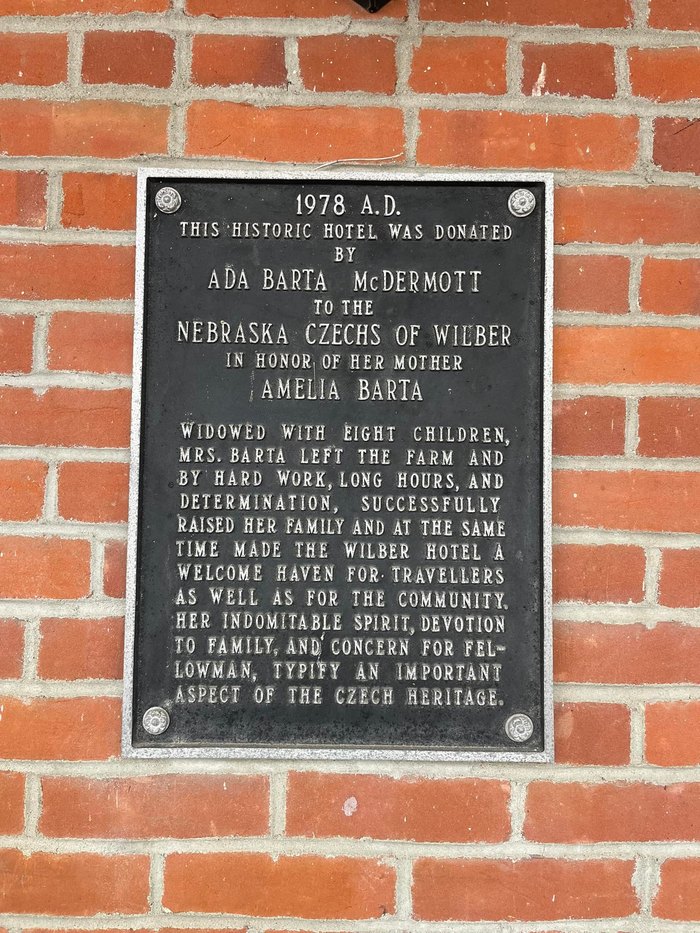 1978 A.D.
THIS HISTORIC HOTEL WAS DONATED
BY
ADA BARTA McDERMOTT
TO THE
NEBRASKA CZECHS OF WILBER
IN HONOR OF HER MOTHER
AMELIA BARTA
WIDOWED WITH EIGHT CHILDREN,
MRS. BARTA LEFT THE FARM AND
BY HARD WORK, LONG HOURS, AND
DETERMINATION, SUCCESSFULLY
RAISED HER FAMILY AND AT THE SAME
TIME MADE THE WILBER HOTEL A
WELCOME HAVEN FOR TRAVELLERS
AS WELL AS FOR THE COMMUNITY.
HER INDOMITABLE SPIRIT, DEVOTION
TO FAMILY, AND CONCERN FOR FEL-
LOWMAN, TYPIFY AN IMPORTANT
ASPECT OF THE CZECH HERITAGE.